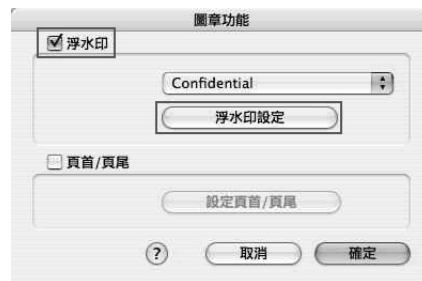 圖章功能
浮水印
Confidential
浮水印設定
頁首/頁尾
設定頁首/頁尾
?
取消
確定